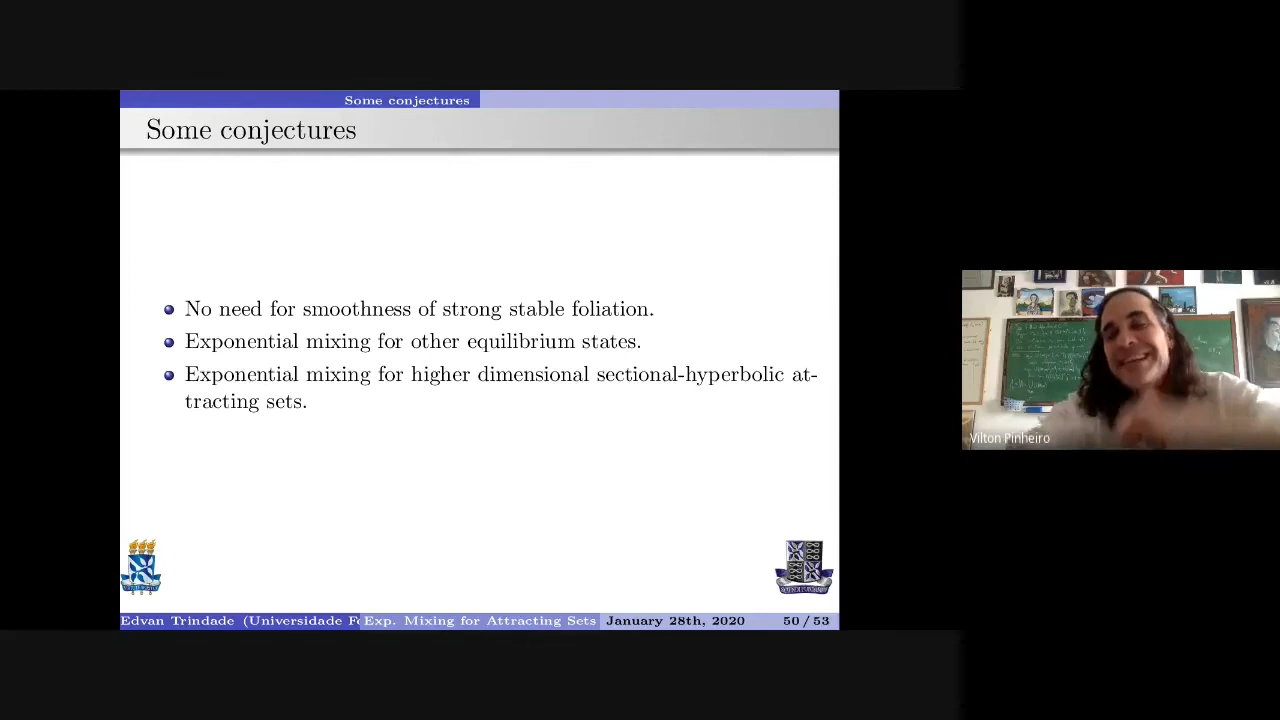 Some conjectures
Some conjectures
No need for smoothness of strong stable foliation.
Exponential mixing for other equilibrium states.
Exponential mixing for higher dimensional sectional-hyperbolic at-
tracting sets.
Vilton Pinheiro
Edvan Trindade (Universidade Fe Exp. Mixing for Attracting Sets January 28th, 2020 50 / 53